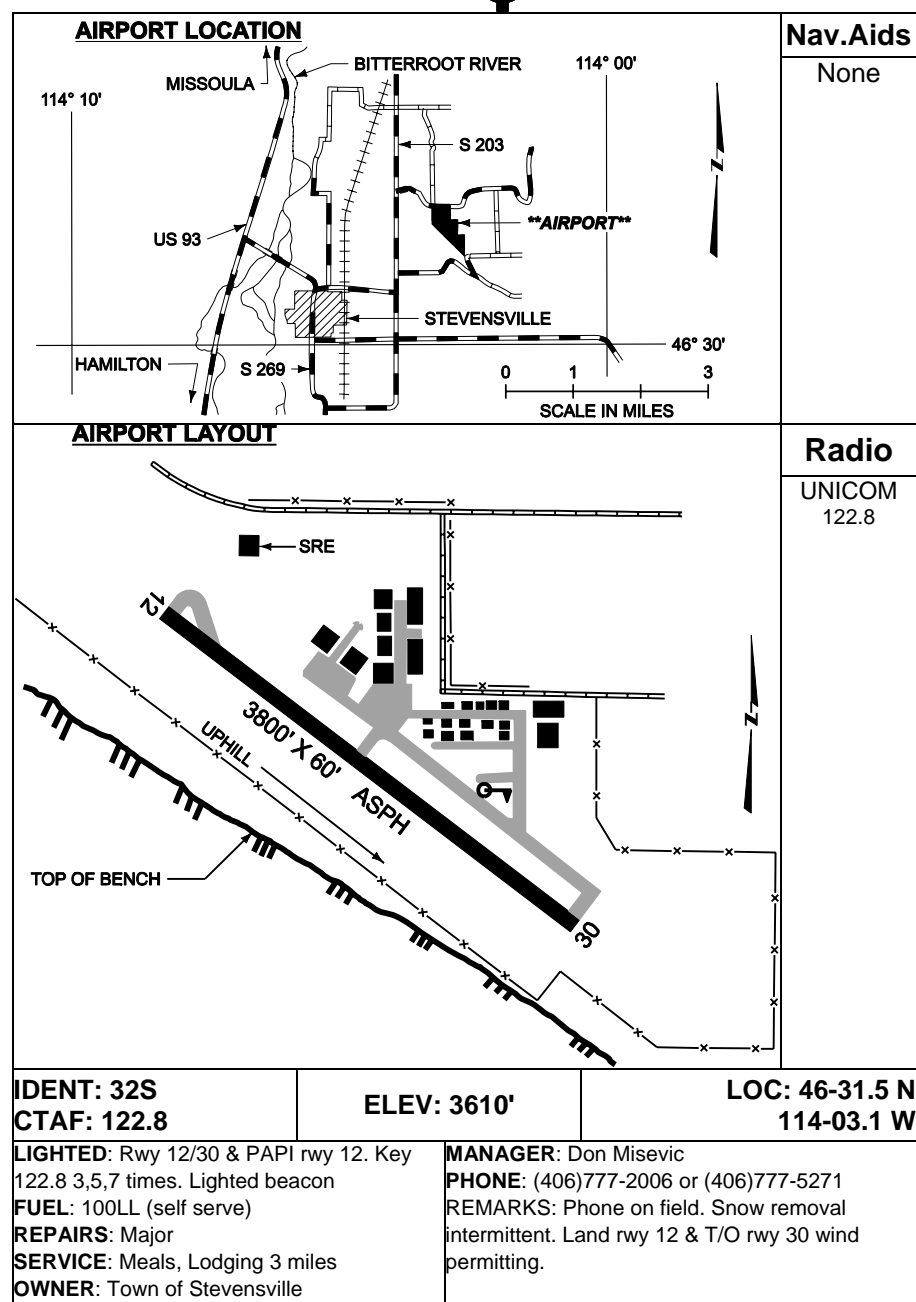 AIRPORT LOCATION
Nav.Aids
None
MISSOULA
BITTERROOT RIVER
114° 00'
114° 10'
S 203
N
**AIRPORT**
US 93
STEVENSVILLE
46° 30'
HAMILTON
S 269
0 1 3
SCALE IN MILES
AIRPORT LAYOUT
Radio
UNICOM
122.8
SRE
12
3800' X 60' ASPH
UPHILL
N
TOP OF BENCH
30
IDENT: 32S
CTAF: 122.8
ELEV: 3610'
LOC: 46-31.5 N
114-03.1 W
LIGHTED: Rwy 12/30 & PAPI rwy 12. Key
122.8 3,5,7 times. Lighted beacon
FUEL: 100LL (self serve)
REPAIRS: Major
SERVICE: Meals, Lodging 3 miles
OWNER: Town of Stevensville
MANAGER: Don Misevic
PHONE: (406)777-2006 or (406)777-5271
REMARKS: Phone on field. Snow removal
intermittent. Land rwy 12 & T/O rwy 30 wind
permitting.